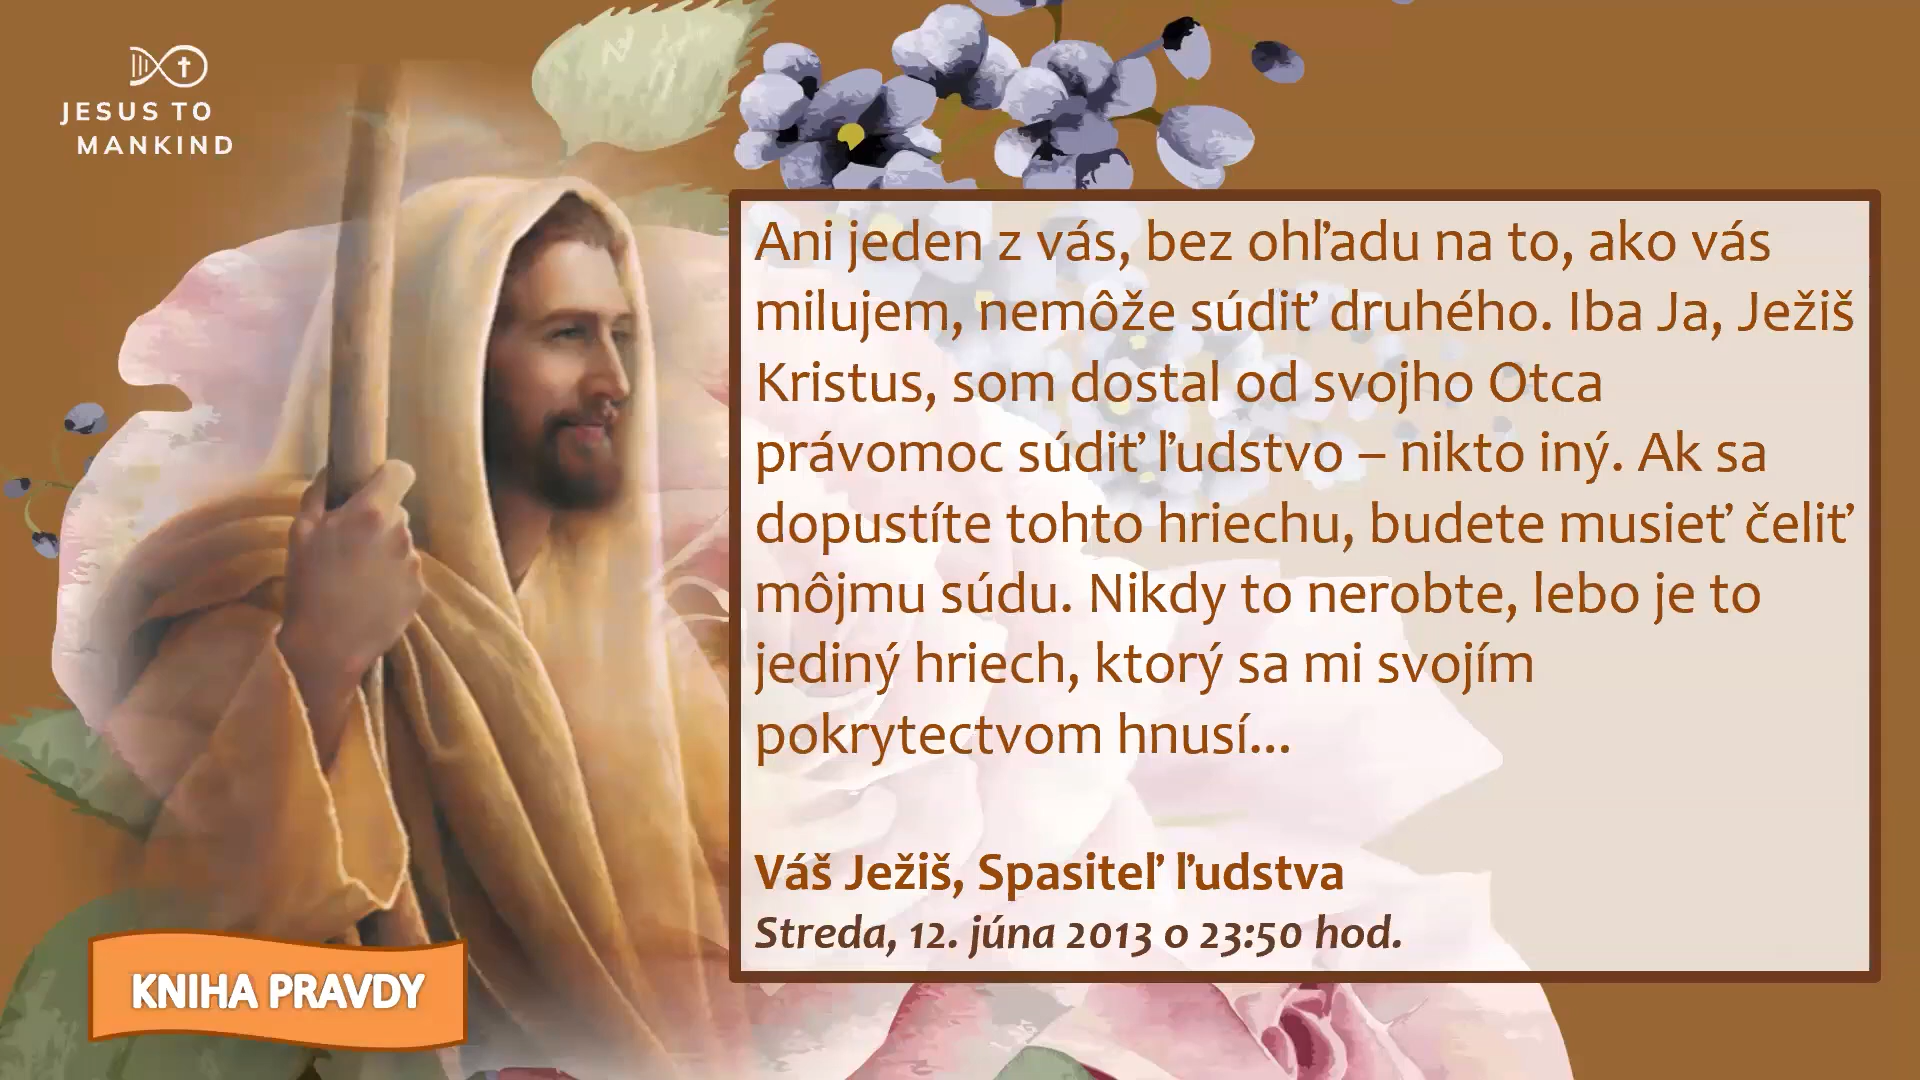 JESUS TO
MANKIND
Ani jeden z vás, bez ohľadu na to, ako vás
milujem, nemôže súdiť druhého. Iba Ja, Ježiš
Kristus, som dostal od svojho Otca
právomoc súdiť ľudstvo – nikto iný. Ak sa
dopustíte tohto hriechu, budete musieť čeliť
môjmu súdu. Nikdy to nerobte, lebo je to
jediný hriech, ktorý sa mi svojím
pokrytectvom hnusí...
Váš Ježiš, Spasiteľ ľudstva
Streda, 12. júna 2013 o 23:50 hod.
KNIHA PRAVDY